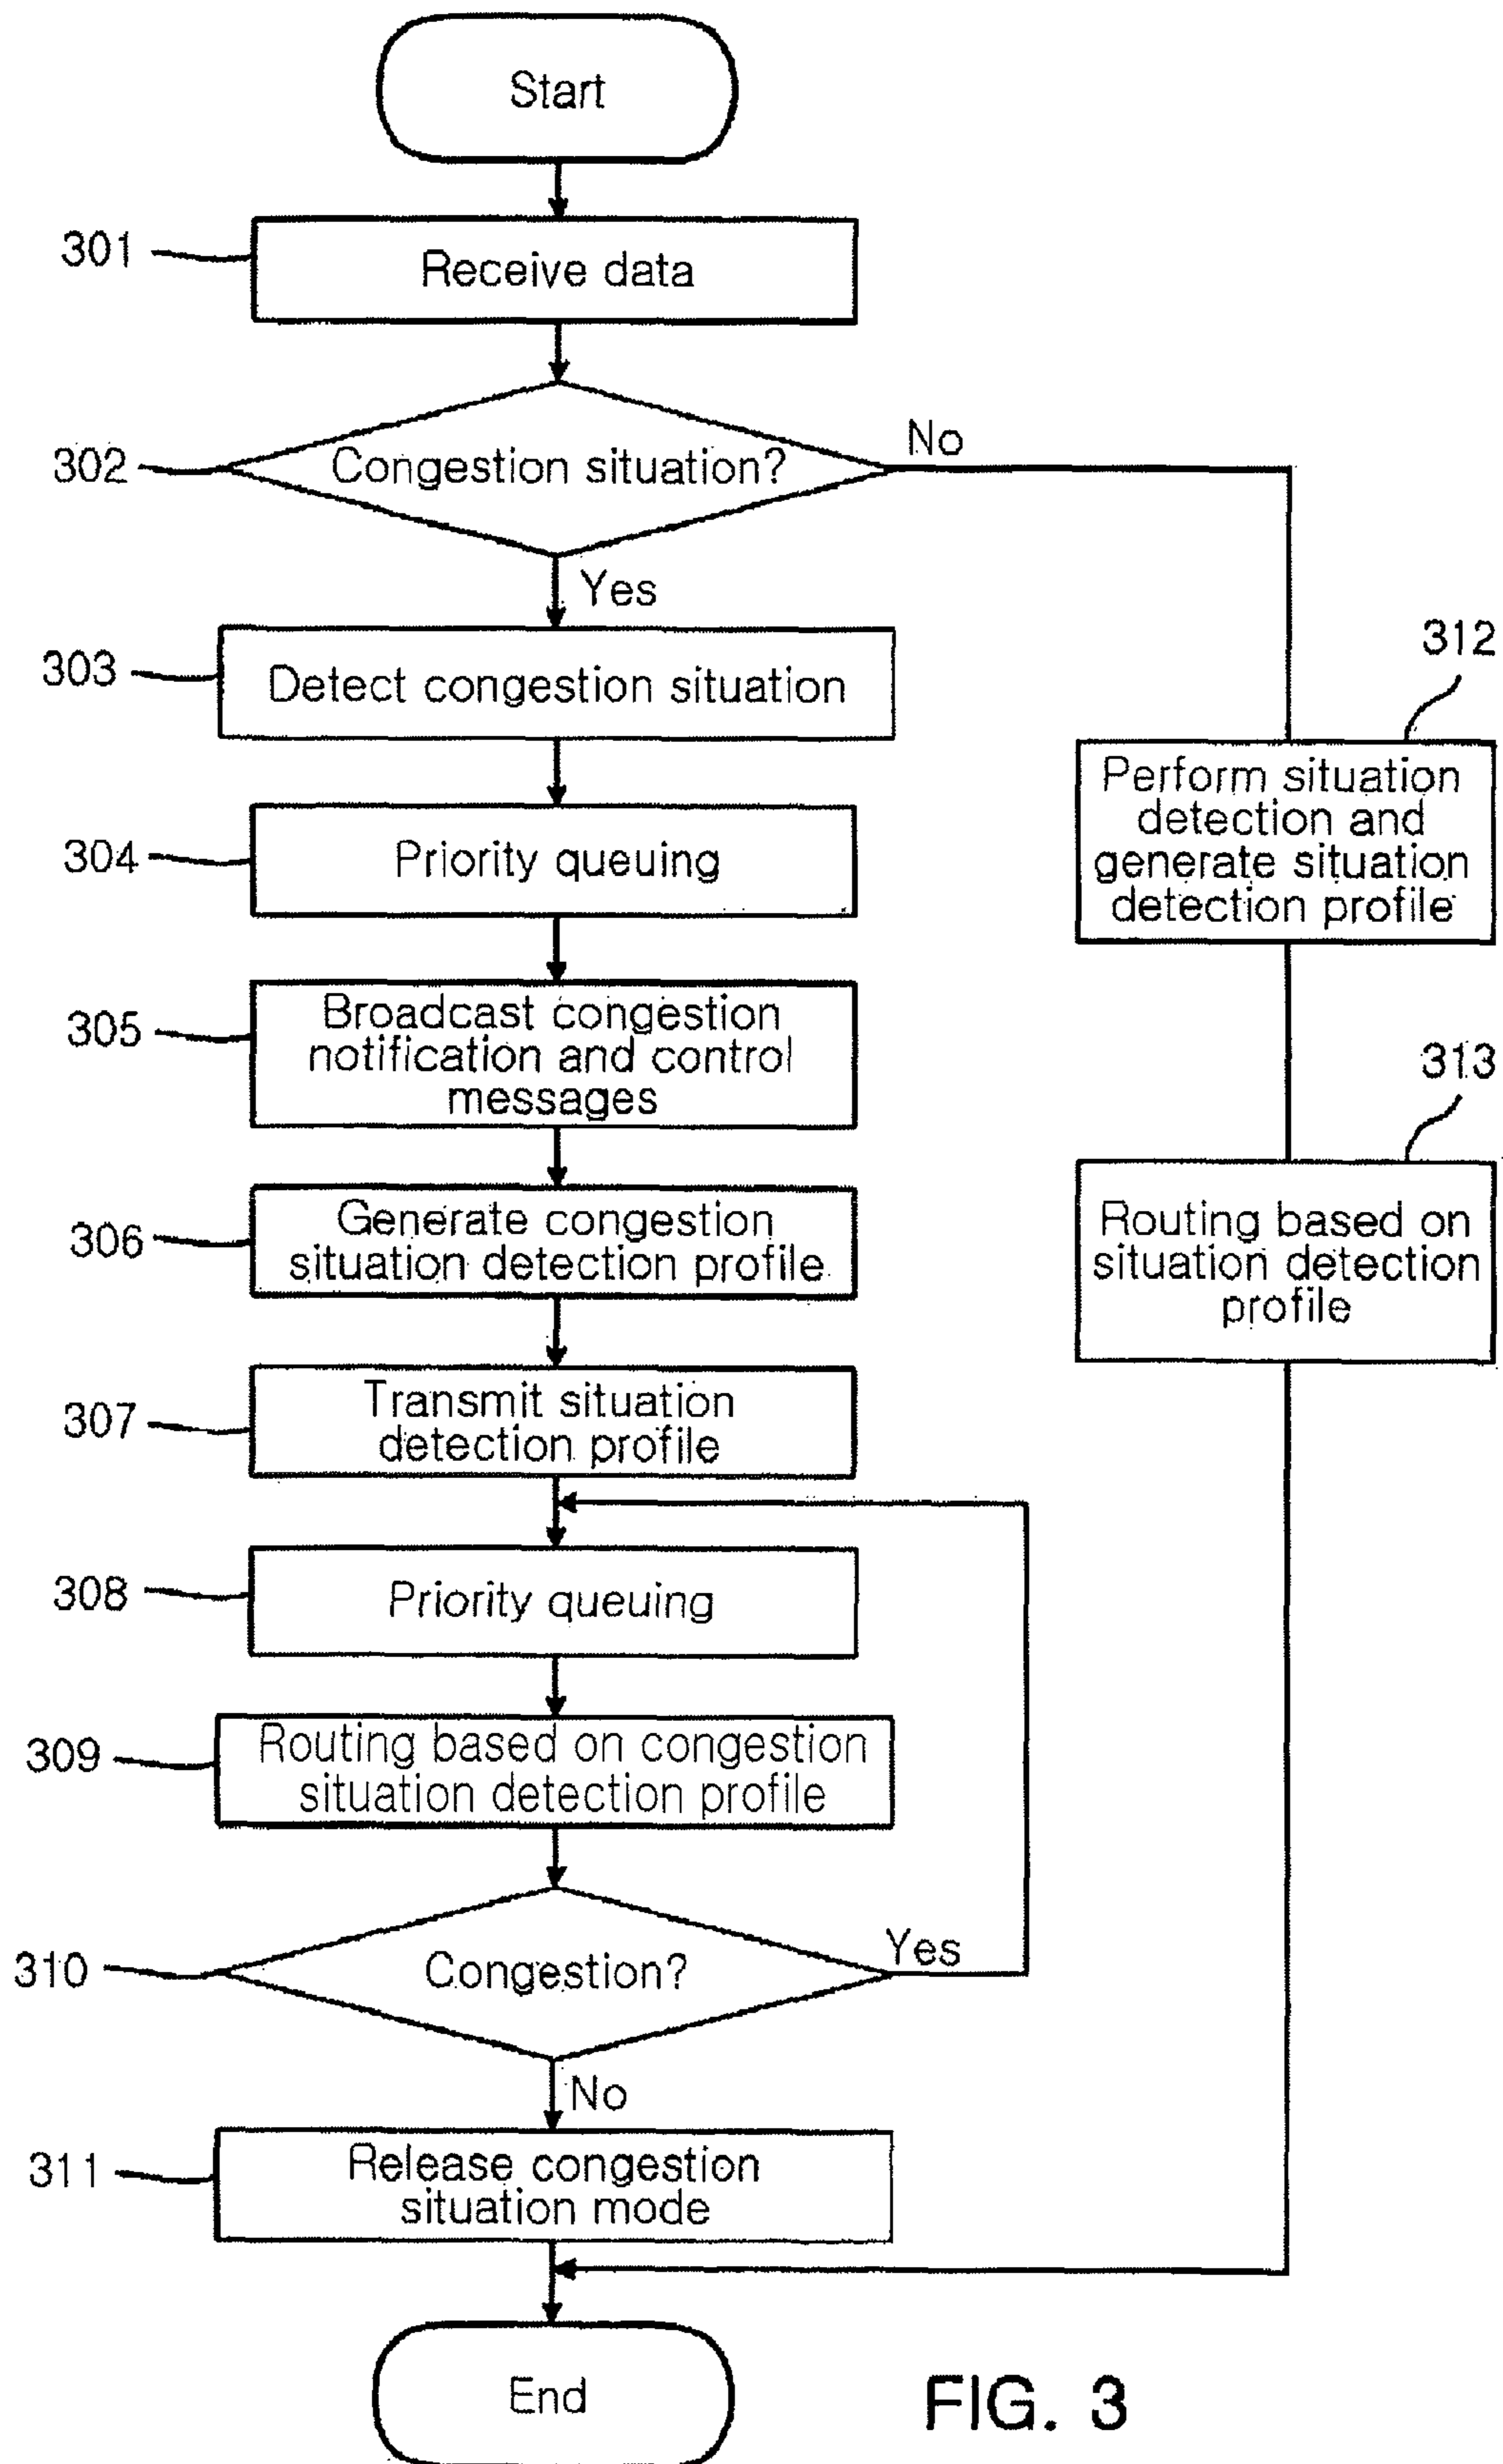 Start
301
Receive data
302
Congestion situation?
No
Yes
303
Detect congestion situation
312
Perform situation
detection and
generate situation
detection profile
304
Priority queuing
305
Broadcast congestion
notification and control
messages
313
Routing based on
situation detection
profile
306
Generate congestion
situation detection profile
307
Transmit situation
detection profile
308
Priority queuing
309
Routing based on congestion
situation detection profile
310
Congestion?
Yes
No
311
Release congestion
situation mode
End
FIG. 3